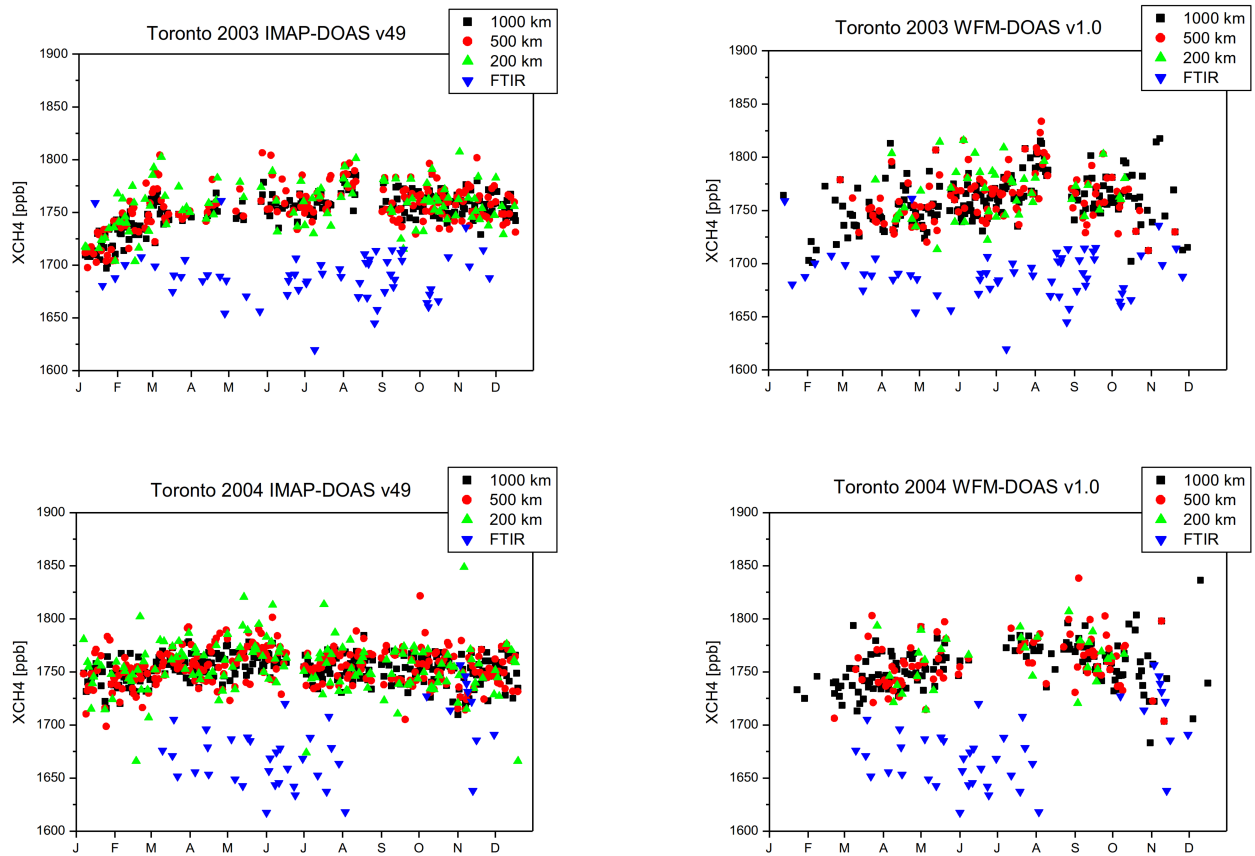 Toronto 2003 IMAP-DOAS v49
1000 km
500 km
200 km
FTIR
XCH4 [ppb]
1900
1850
1800
1750
1700
1650
1600
J F M A M J J A S O N D
Toronto 2003 WFM-DOAS v1.0
1000 km
500 km
200 km
FTIR
XCH4 [ppb]
1900
1850
1800
1750
1700
1650
1600
J F M A M J J A S O N D
Toronto 2004 IMAP-DOAS v49
1000 km
500 km
200 km
FTIR
XCH4 [ppb]
1900
1850
1800
1750
1700
1650
1600
J F M A M J J A S O N D
Toronto 2004 WFM-DOAS v1.0
1000 km
500 km
200 km
FTIR
XCH4 [ppb]
1900
1850
1800
1750
1700
1650
1600
J F M A M J J A S O N D